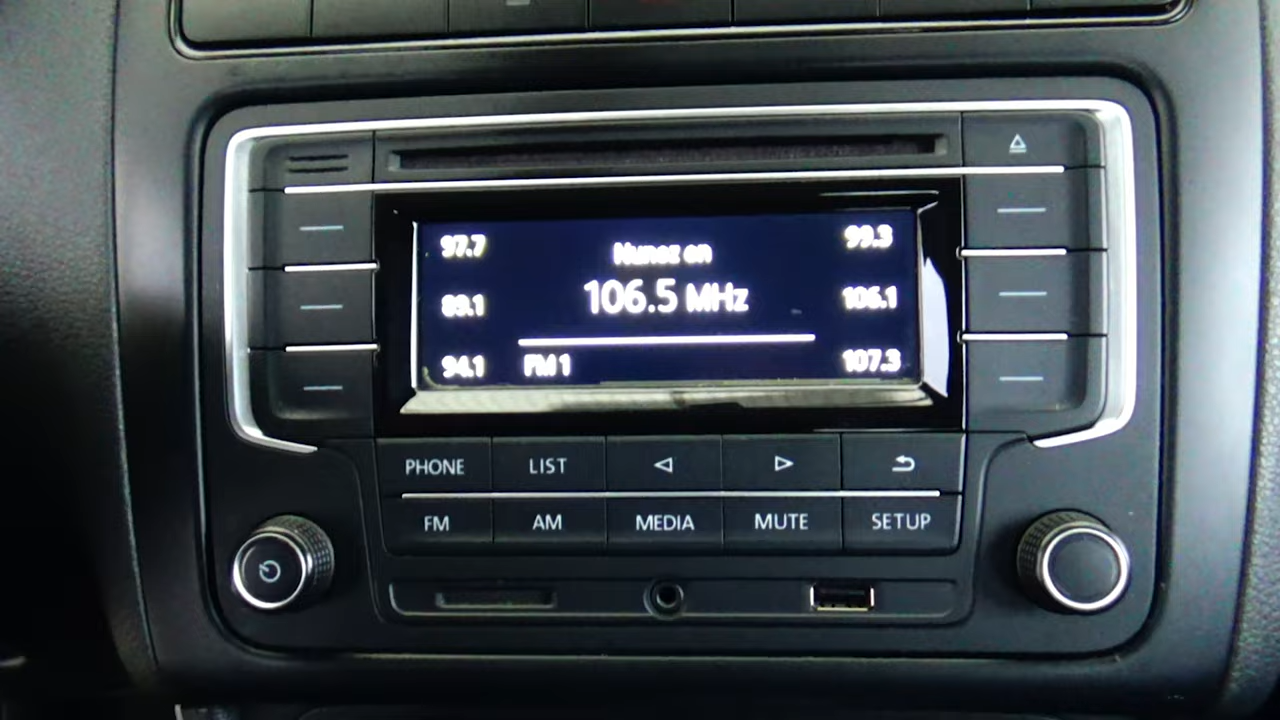 97.7 Nunez on 99.3
89.1 106.5 MHz 106.1
94.1 FM 1 107.3
PHONE LIST
FM AM MEDIA MUTE SETUP